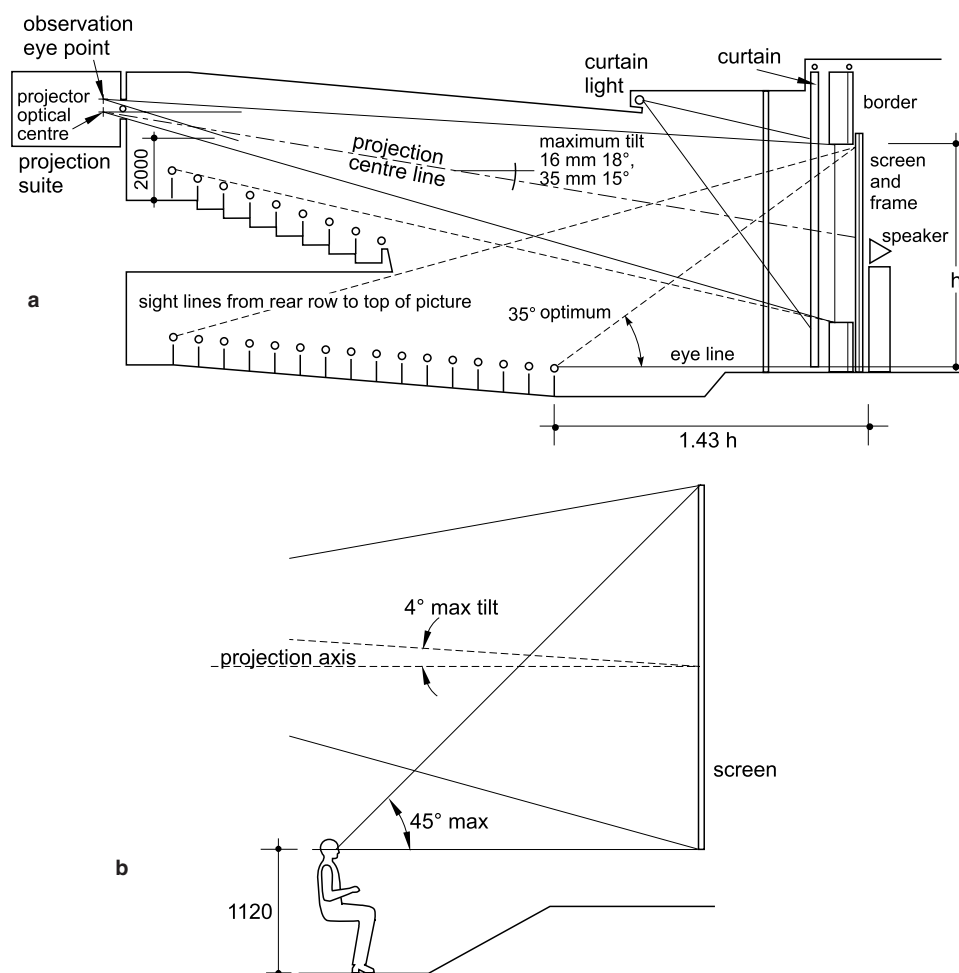 observation
eye point
projector
optical
centre
projection
suite
2000
projection
centre line
maximum tilt
16 mm 18°,
35 mm 15°
curtain
light
curtain
border
screen
and
frame
speaker
h
a
sight lines from rear row to top of picture
35° optimum
eye line
1.43 h
4° max tilt
projection axis
screen
45° max
b
1120